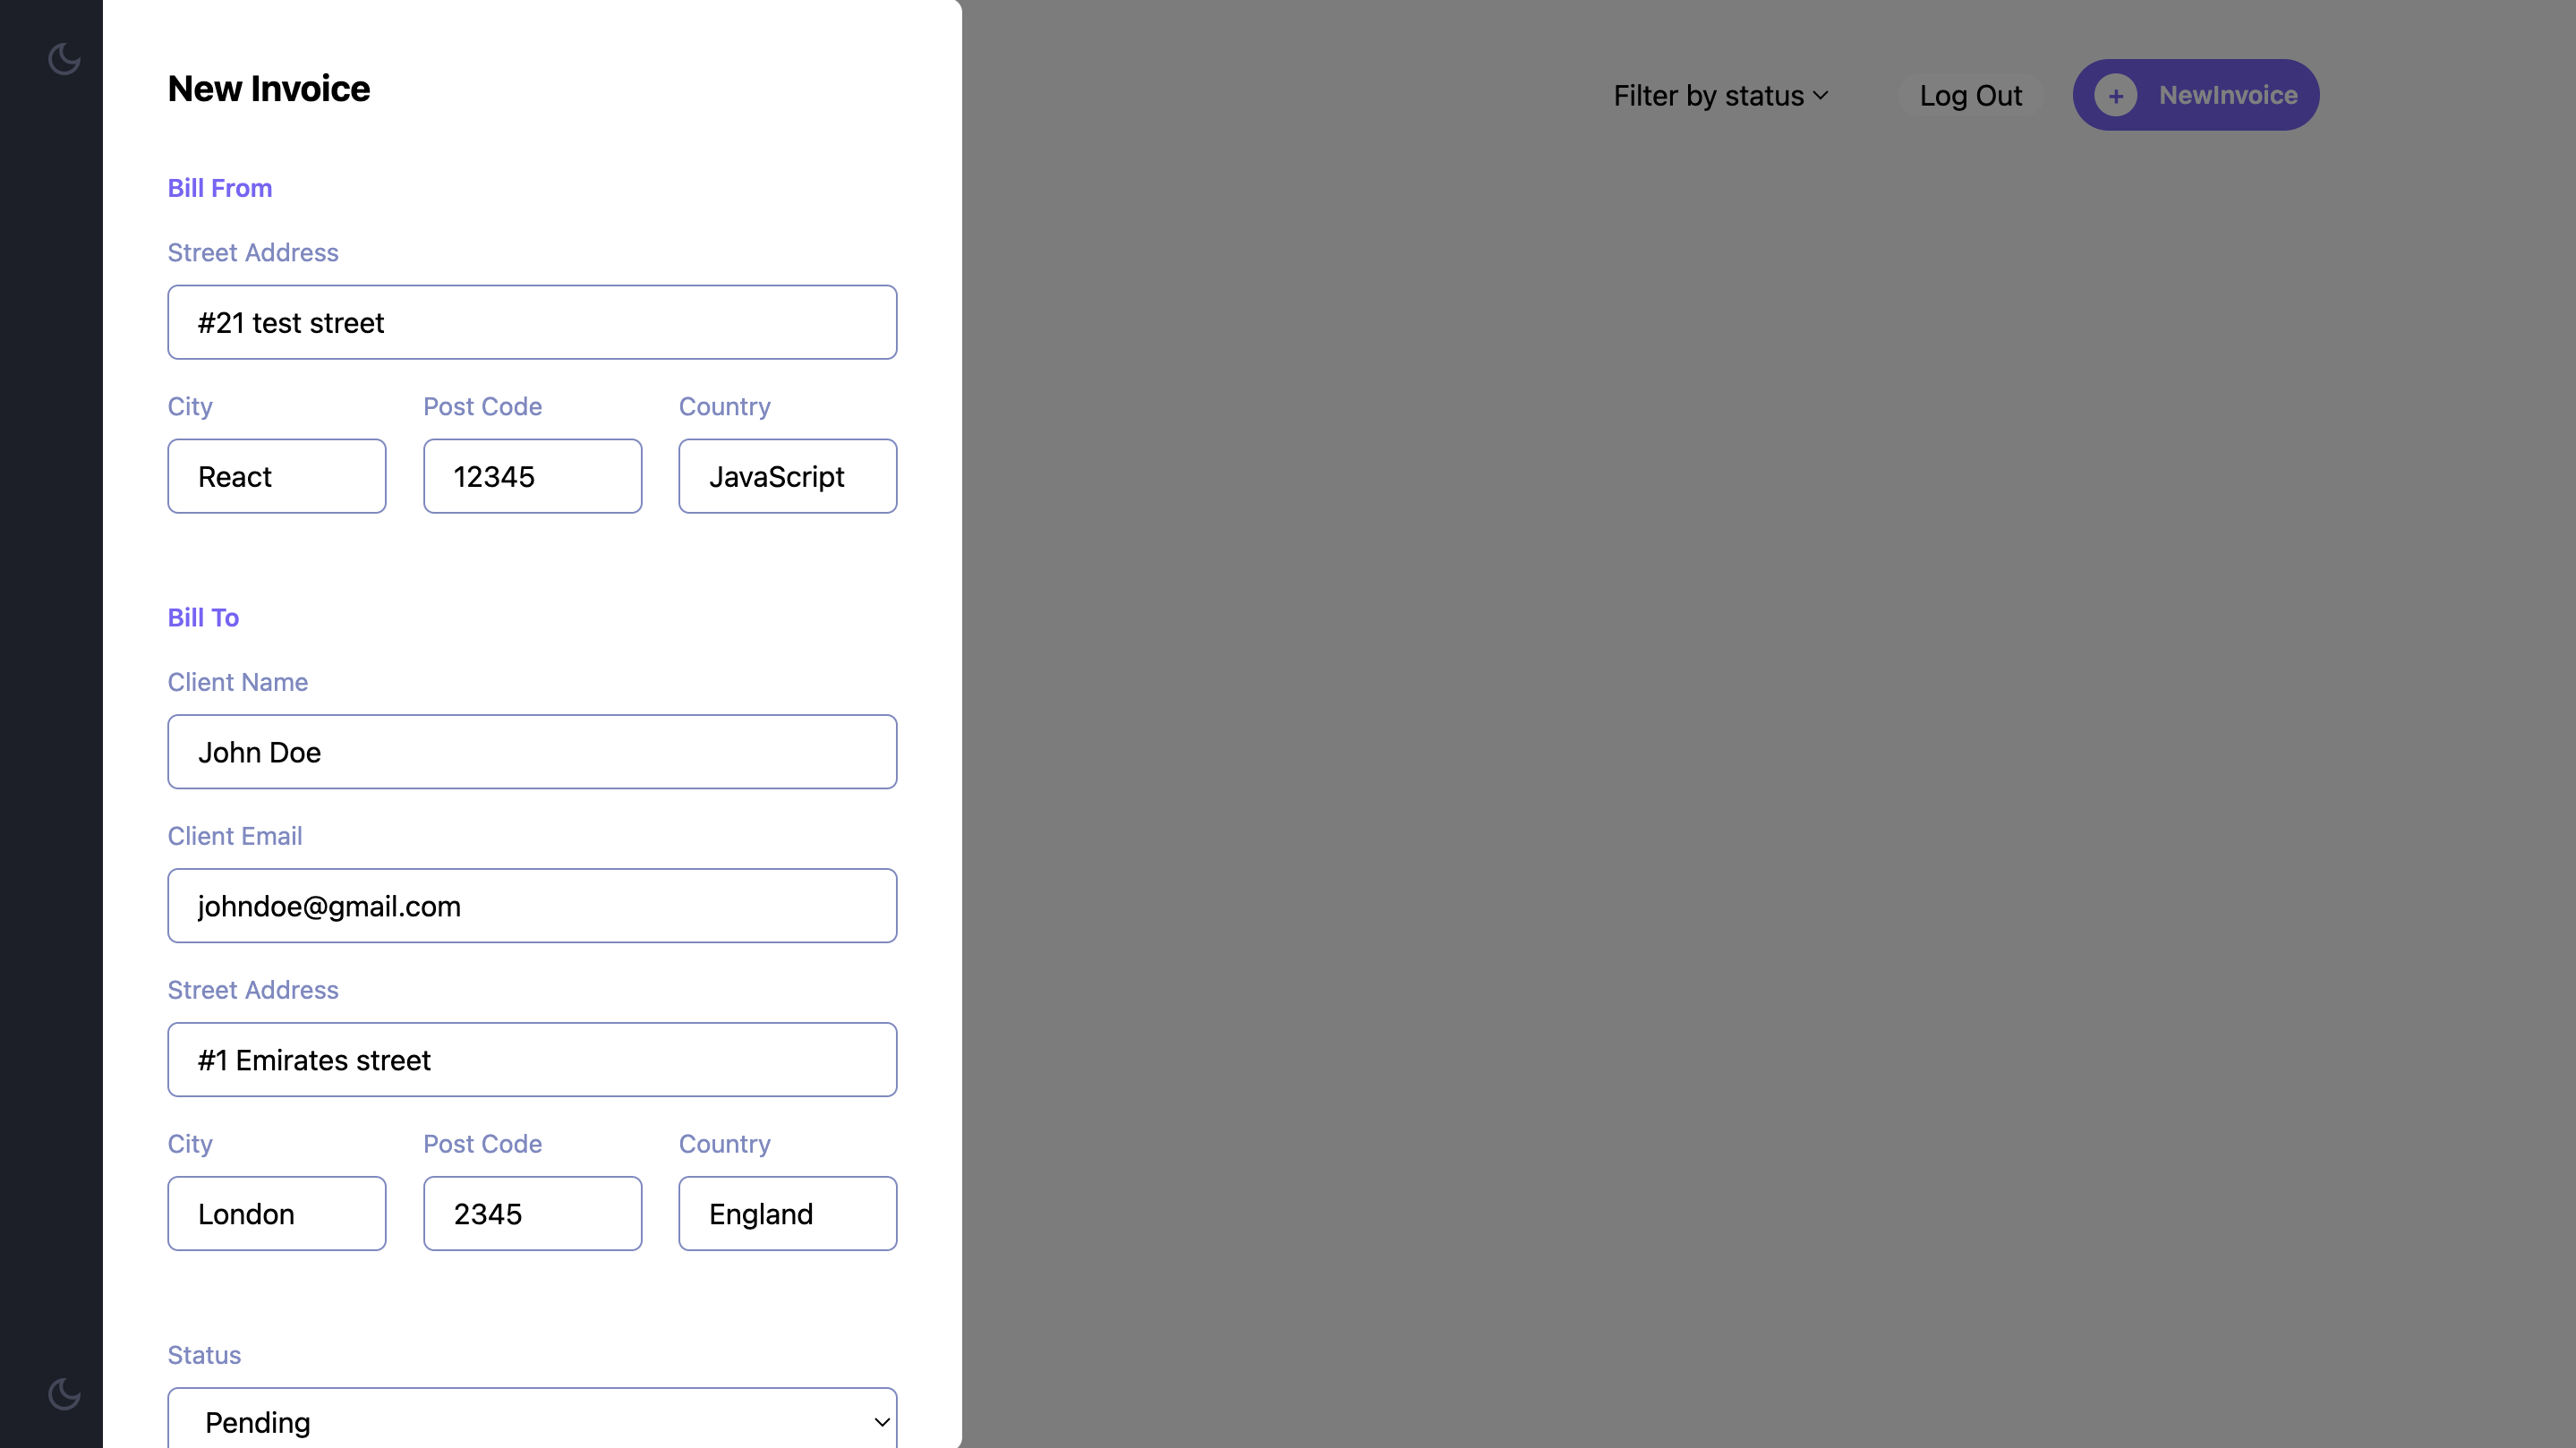 New Invoice
Bill From
Street Address
#21 test street
City Post Code Country
React 12345 JavaScript
Bill To
Client Name
John Doe
Client Email
johndoe@gmail.com
Street Address
#1 Emirates street
City Post Code Country
London 2345 England
Status
Pending
Filter by status Log Out + NewInvoice